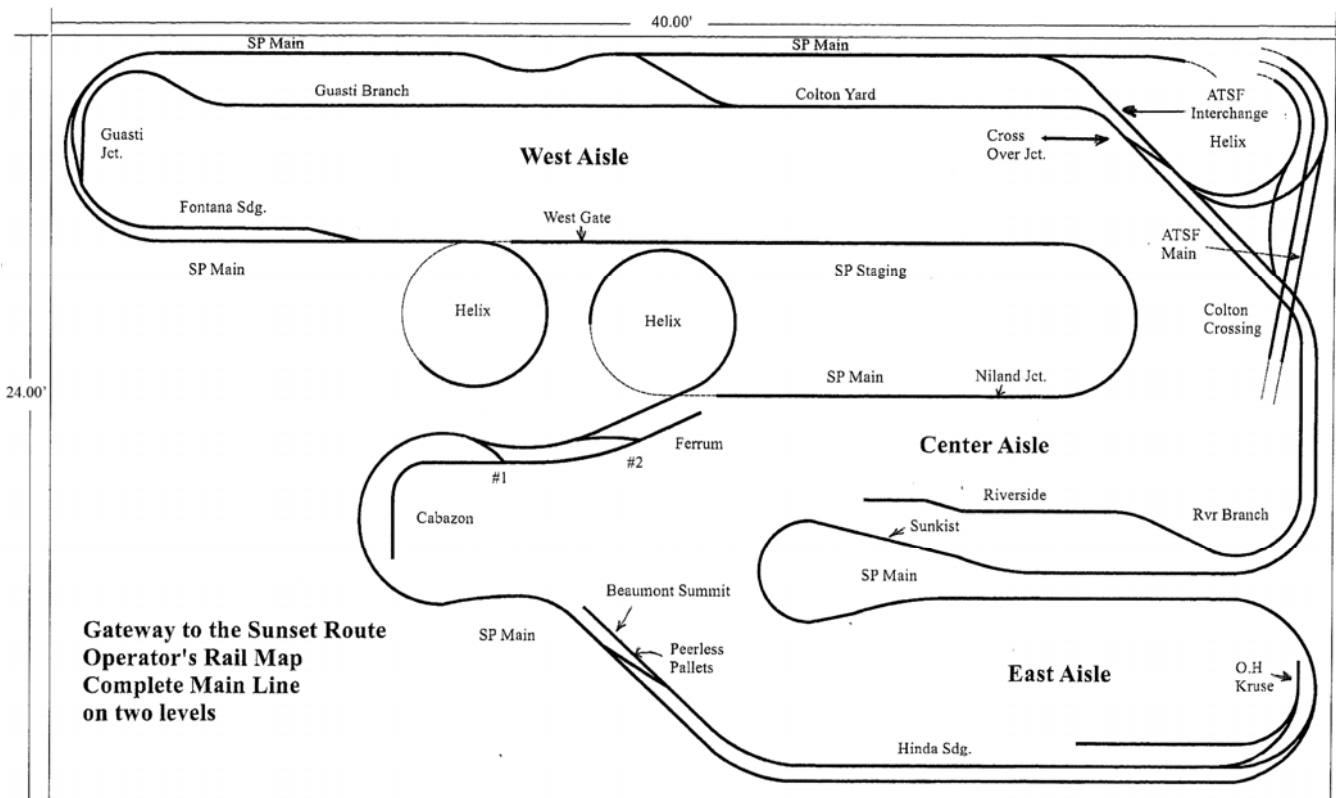 40.00'
SP Main
SP Main
Guasti Branch
Colton Yard
ATSF
Interchange
Helix
Guasti
Jct.
West Aisle
Cross
Over Jct.
Fontana Sdg.
West Gate
SP Main
SP Staging
ATSF
Main
Helix
Helix
Colton
Crossing
24.00'
SP Main
Niland Jct.
Ferrum
Center Aisle
#1
#2
Cabazon
Riverside
Sunkist
Rvr Branch
SP Main
Beaumont Summit
SP Main
Peerless
Pallets
Gateway to the Sunset Route
Operator's Rail Map
Complete Main Line
on two levels
East Aisle
O.H
Kruse
Hinda Sdg.